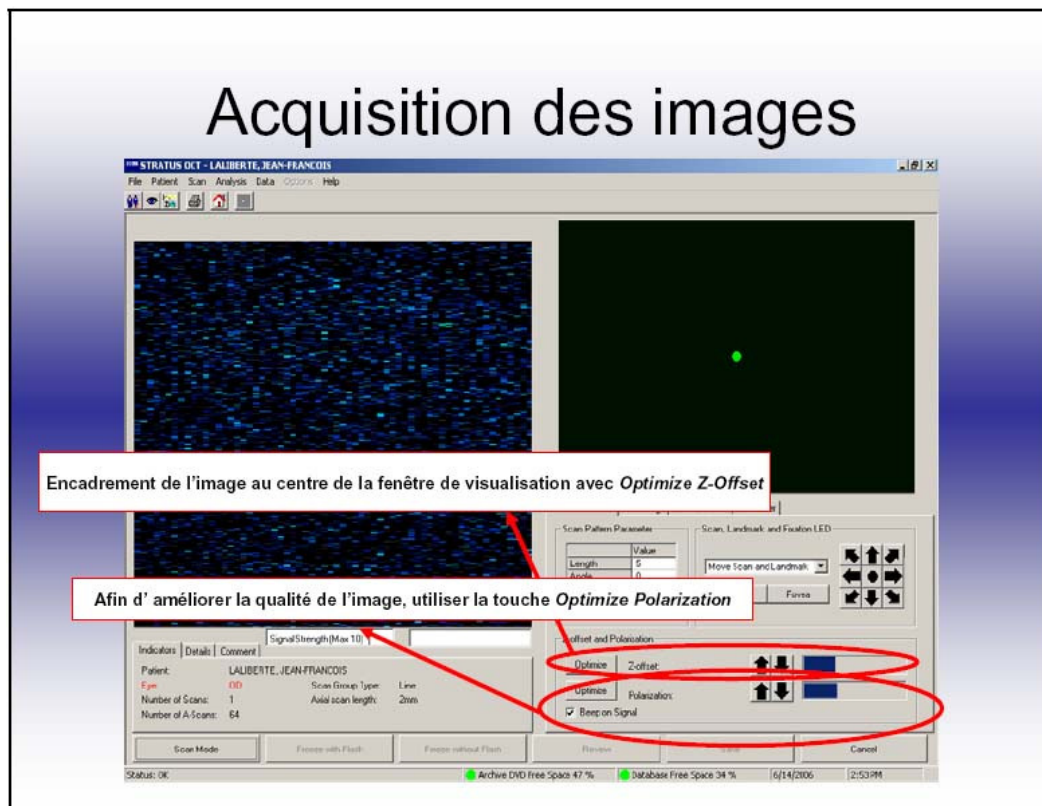 Acquisition des images
STRATUS OCT - LALIBERTE, JEAN-FRANCOIS
File Patient Scan Analysis Data Options Help
Encadrement de l'image au centre de la fenêtre de visualisation avec Optimize Z-Offset
Scan Pattern Parameter
Scan, Landmark and Fixation LED
Value
Length 5
Angle 0
Move Scan and Landmark
Fovea
Afin d' améliorer la qualité de l'image, utiliser la touche Optimize Polarization
Signal Strength (Max 10)
Indicators Details Comment
Patient: LALIBERTE, JEAN-FRANCOIS
Eye: OD Scan Group Type: Line
Number of Scans: 1 Axial scan length: 2mm
Number of A-Scans: 64
Z-offset and Polarisation
Optimize Z-offset:
Optimize Polarization:
Beep on Signal
Scan Mode Freeze with Flash Freeze without Flash Review Save Cancel
Status: OK Archive DVD Free Space 47 % Database Free Space 34 % 6/14/2006 2:53 PM